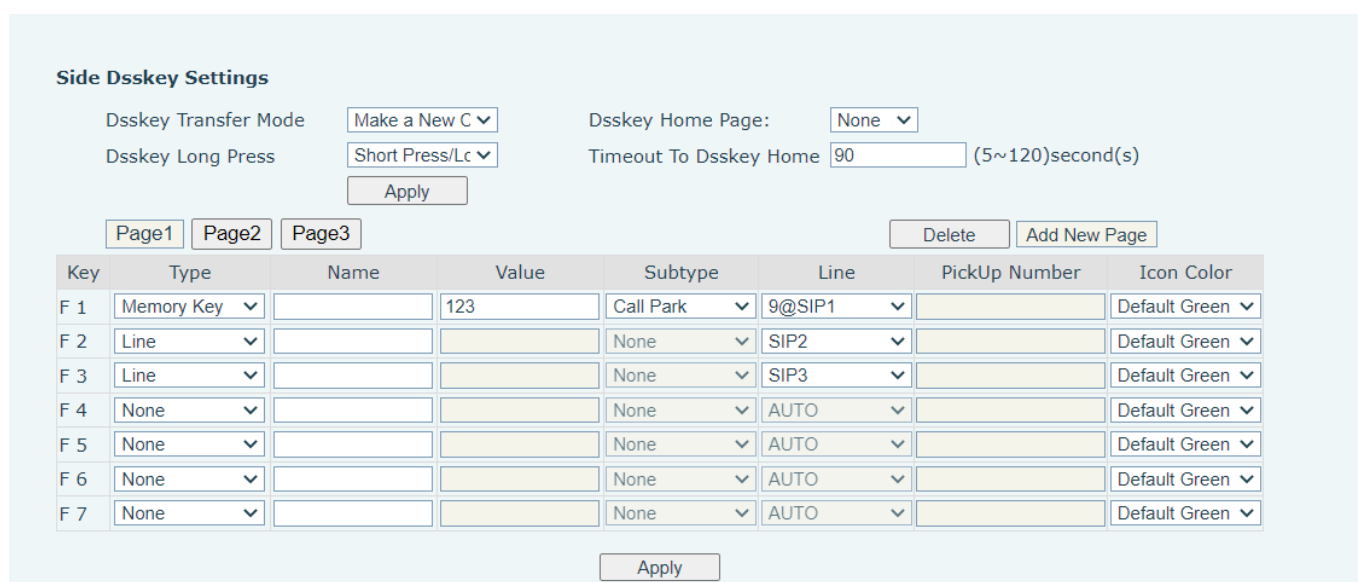 Side Dsskey Settings
Dsskey Transfer Mode Make a New C Dsskey Home Page: None
Dsskey Long Press Short Press/Lc Timeout To Dsskey Home 90 (5~120)second(s)
Apply
Page1 Page2 Page3 Delete Add New Page
Key Type Name Value Subtype Line PickUp Number Icon Color
F 1 Memory Key 123 Call Park 9@SIP1 Default Green
F 2 Line None SIP2 Default Green
F 3 Line None SIP3 Default Green
F 4 None None AUTO Default Green
F 5 None None AUTO Default Green
F 6 None None AUTO Default Green
F 7 None None AUTO Default Green
Apply